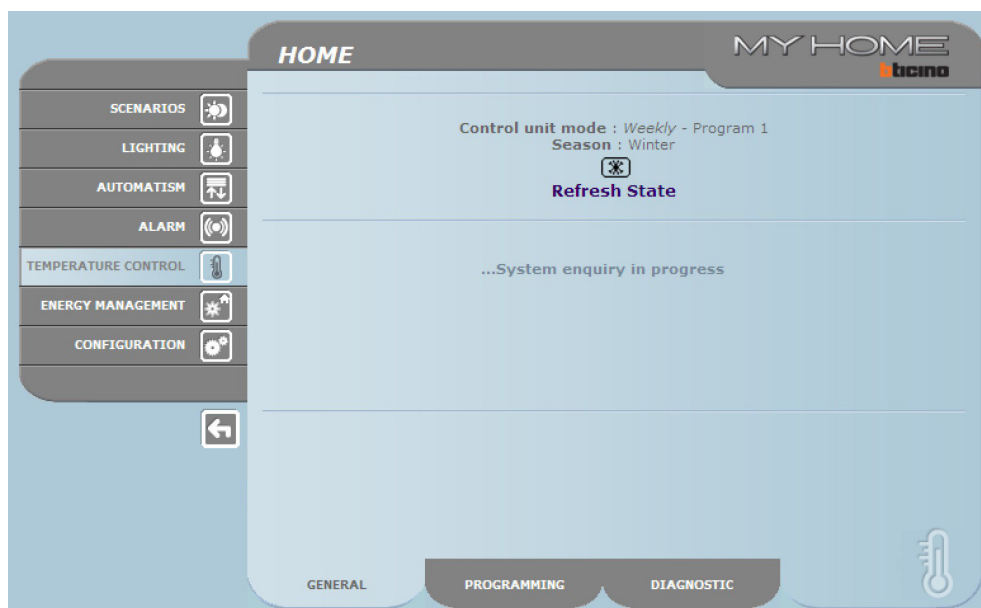 HOME
MY HOME
bticino
SCENARIOS
LIGHTING
AUTOMATISM
ALARM
TEMPERATURE CONTROL
ENERGY MANAGEMENT
CONFIGURATION
Control unit mode : Weekly - Program 1
Season : Winter
Refresh State
...System enquiry in progress
GENERAL
PROGRAMMING
DIAGNOSTIC